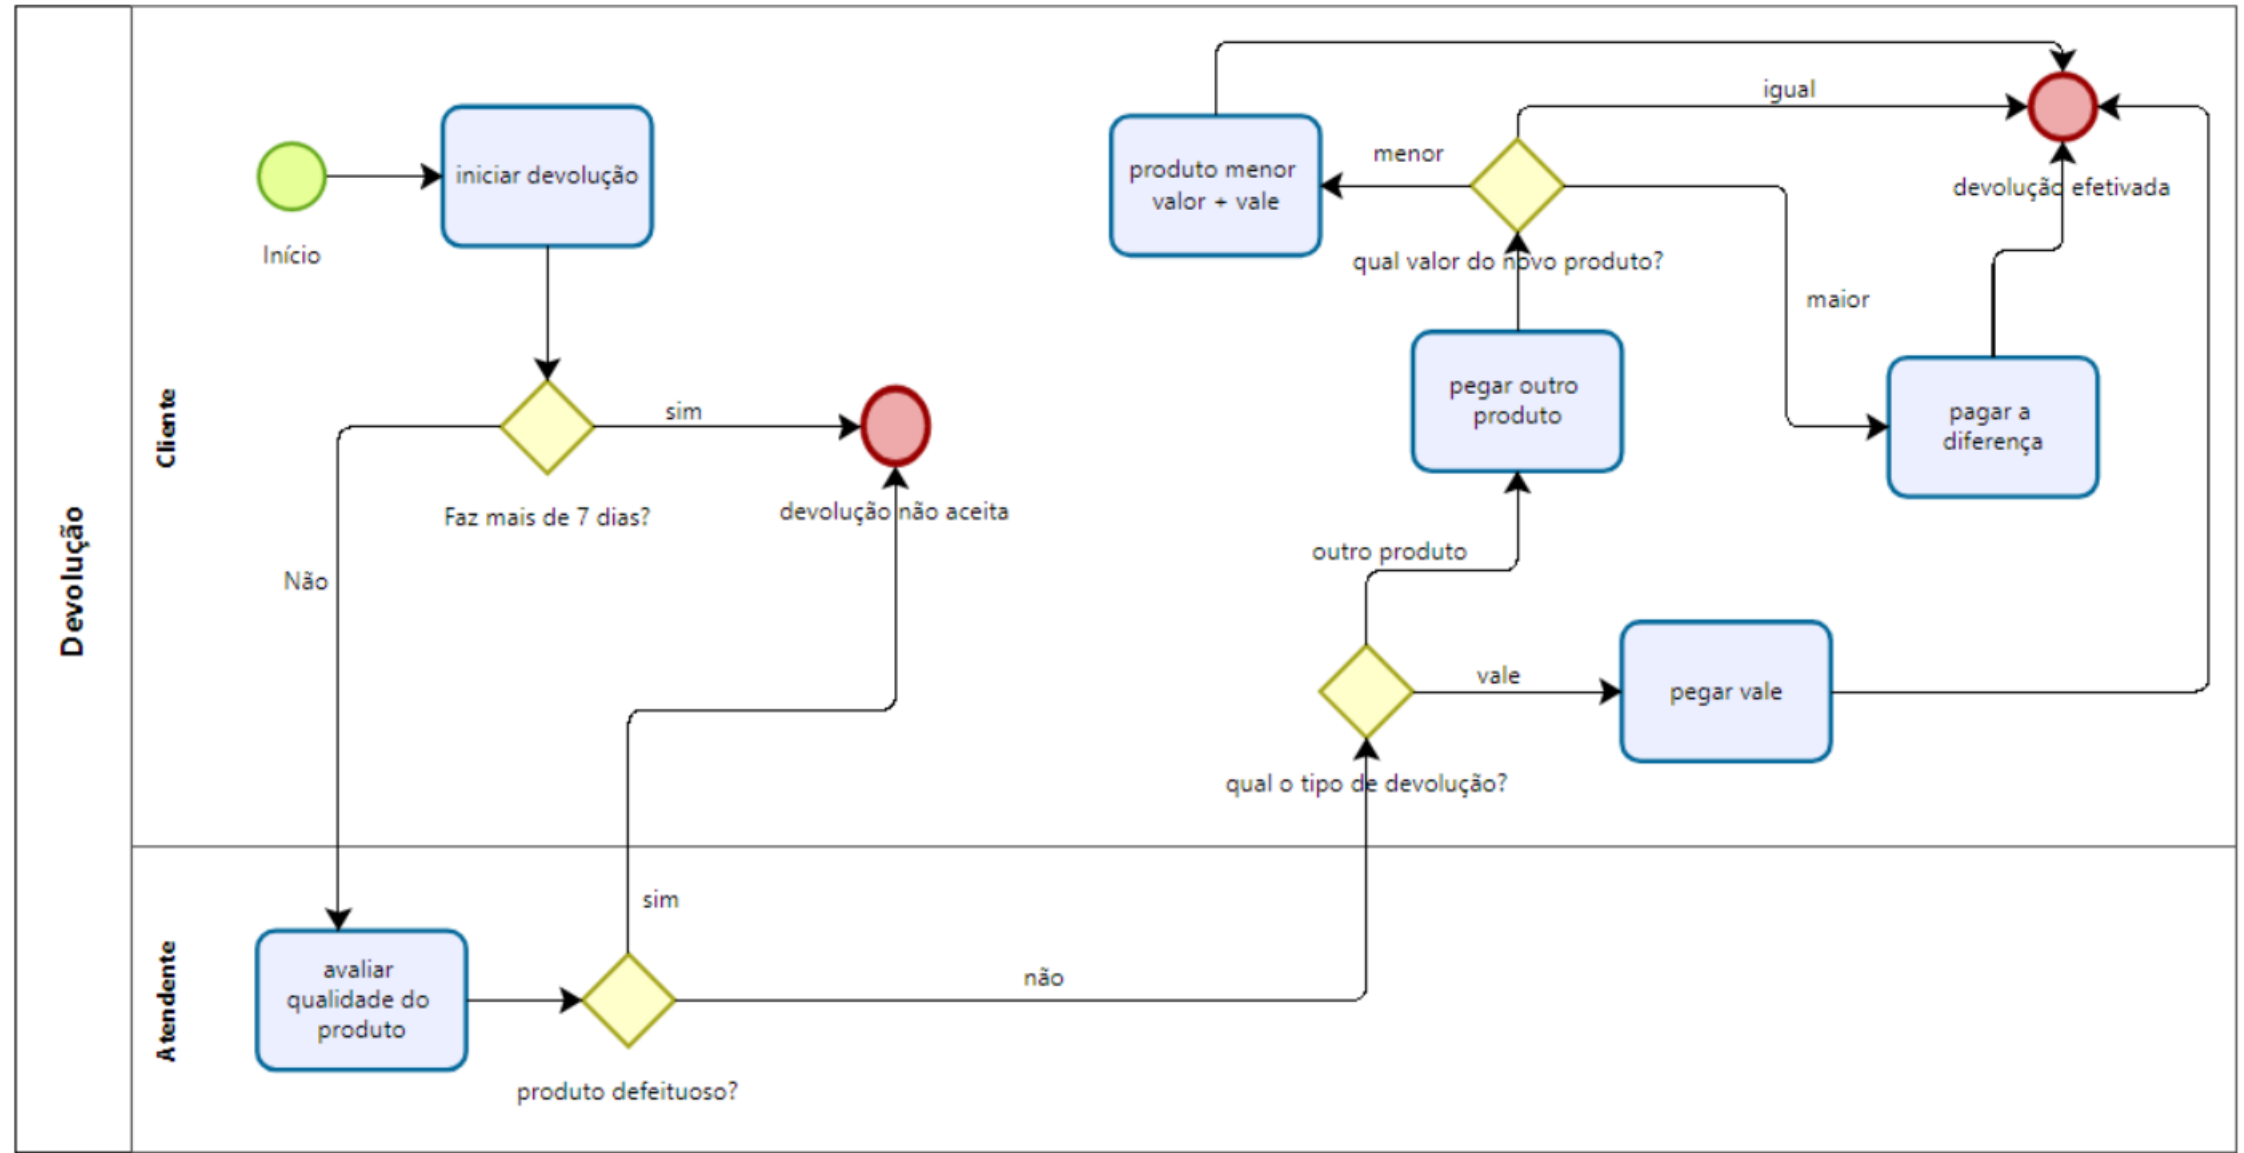 Devolução
Cliente
Início
iniciar devolução
Faz mais de 7 dias?
sim
Não
devolução não aceita
produto menor
valor + vale
menor
igual
qual valor do novo produto?
maior
devolução efetivada
pegar outro
produto
pagar a
diferença
outro produto
vale
pegar vale
qual o tipo de devolução?
Atendente
avaliar
qualidade do
produto
sim
não
produto defeituoso?